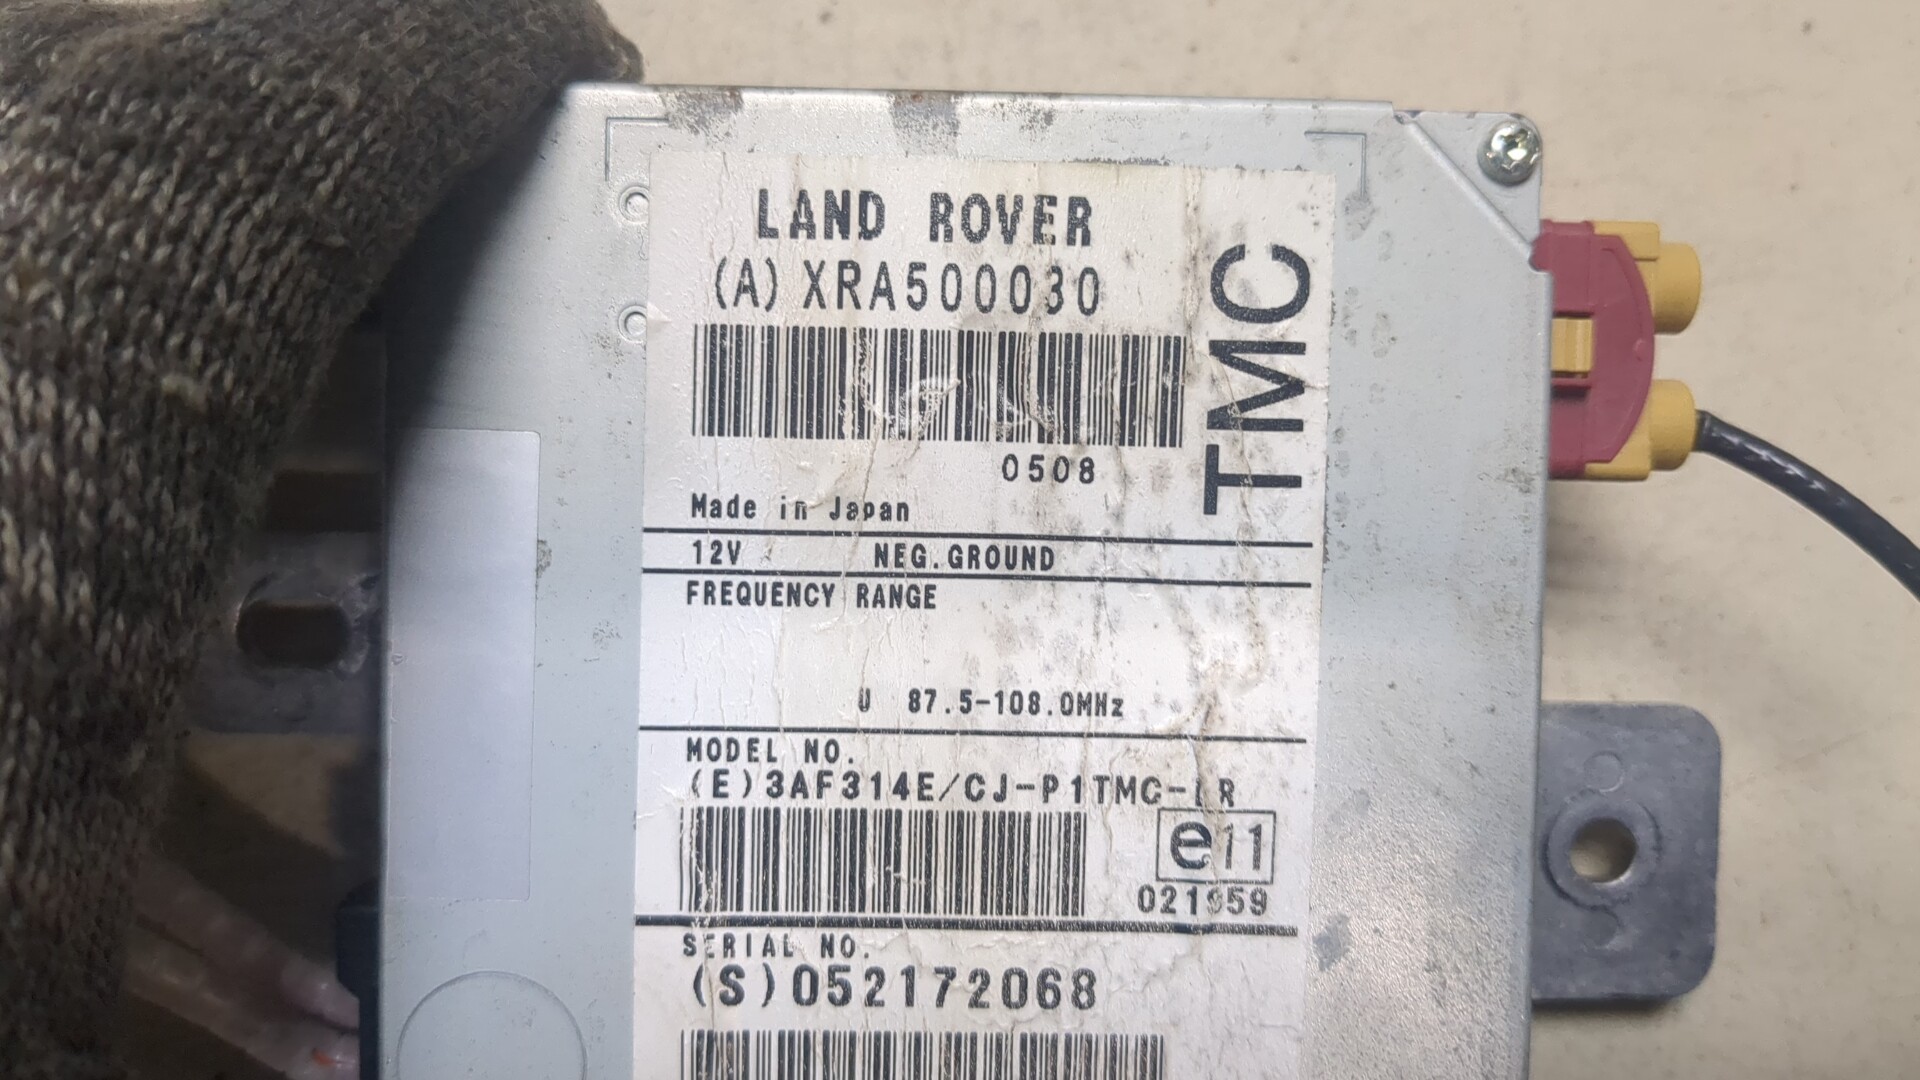 LAND ROVER
(A) XRA500030
TMC
0508
Made in Japan
12V NEG.GROUND
FREQUENCY RANGE
U 87.5-108.0MHz
MODEL NO.
(E)3AF314E/CJ-P1TMC-LR
e11
021959
SERIAL NO.
(S)052172068